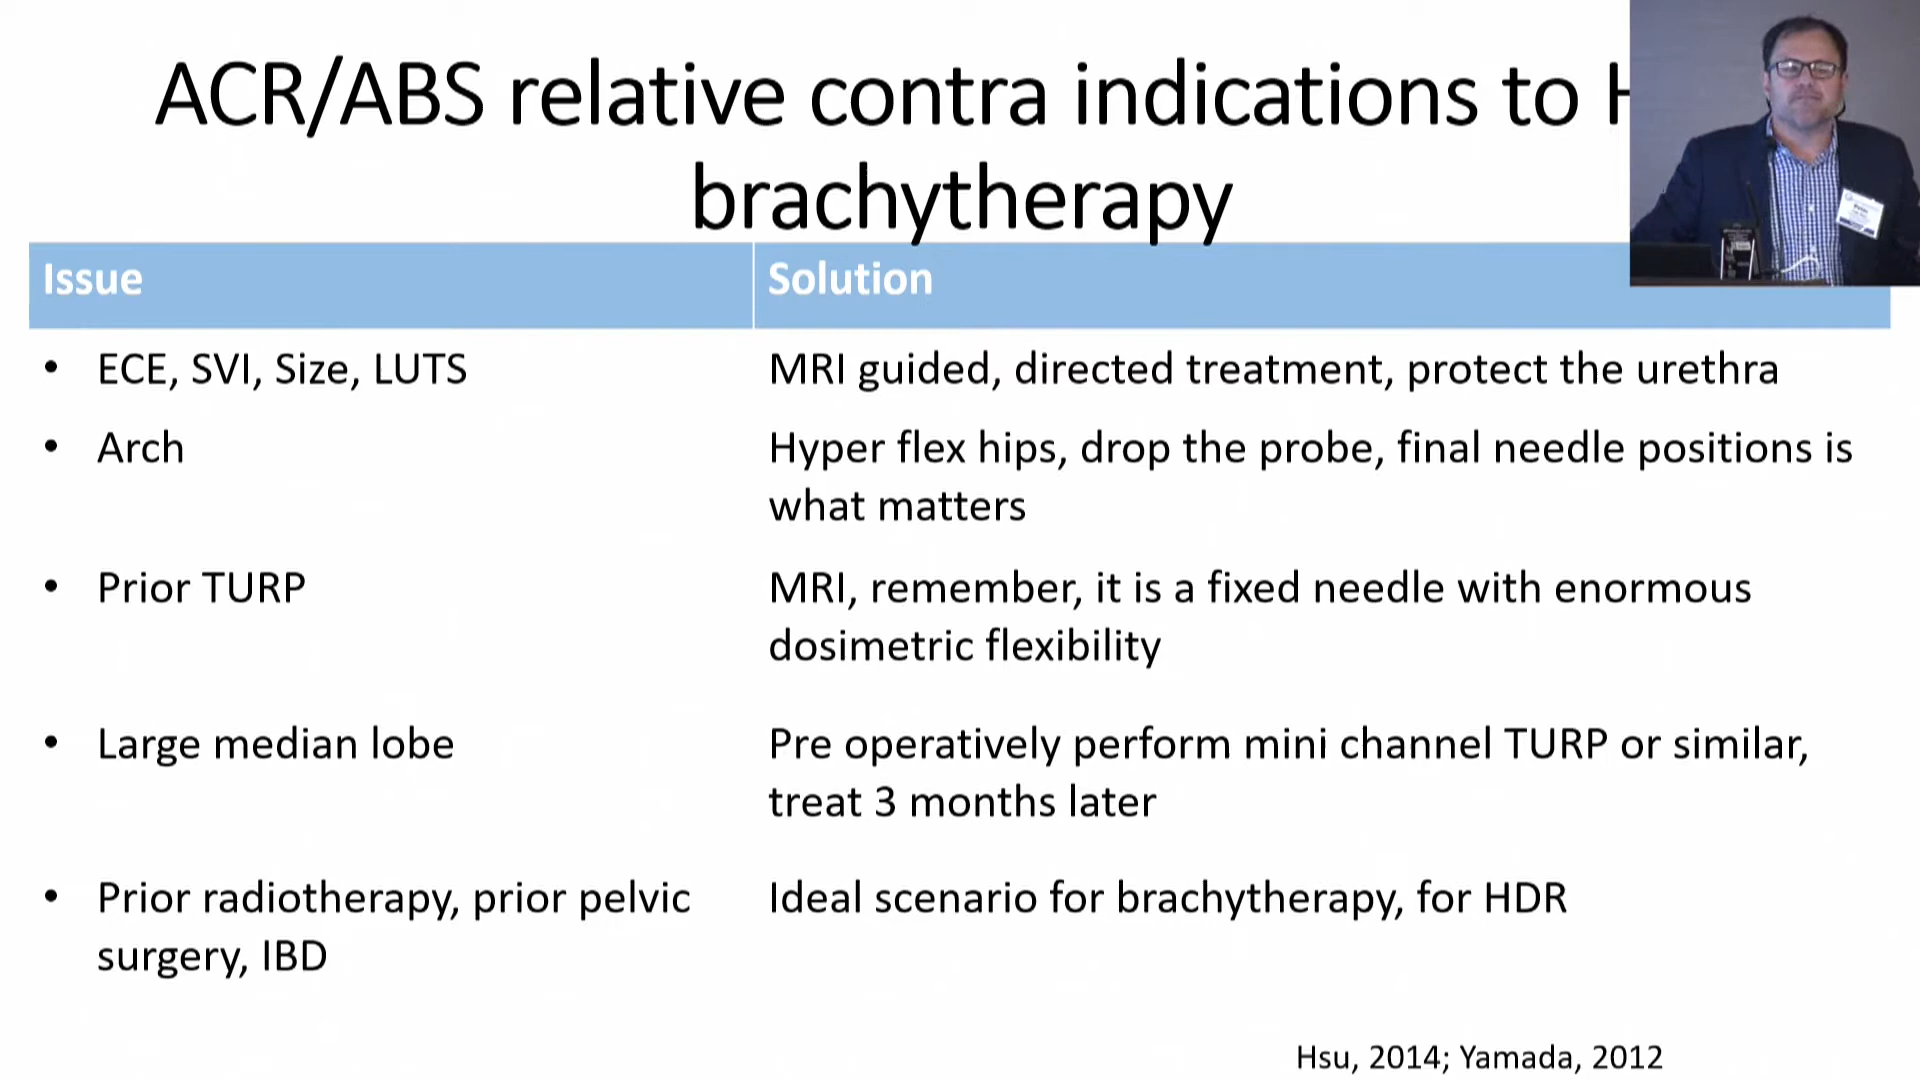 ACR/ABS relative contra indications to
brachytherapy
Issue
Solution
• ECE, SVI, Size, LUTS
MRI guided, directed treatment, protect the urethra
• Arch
Hyper flex hips, drop the probe, final needle positions is
what matters
• Prior TURP
MRI, remember, it is a fixed needle with enormous
dosimetric flexibility
• Large median lobe
Pre operatively perform mini channel TURP or similar,
treat 3 months later
• Prior radiotherapy, prior pelvic
surgery, IBD
Ideal scenario for brachytherapy, for HDR
Hsu, 2014; Yamada, 2012